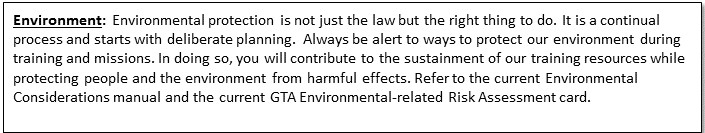 Environment: Environmental protection is not just the law but the right thing to do. It is a continual
process and starts with deliberate planning. Always be alert to ways to protect our environment during
training and missions. In doing so, you will contribute to the sustainment of our training resources while
protecting people and the environment from harmful effects. Refer to the current Environmental
Considerations manual and the current GTA Environmental-related Risk Assessment card.